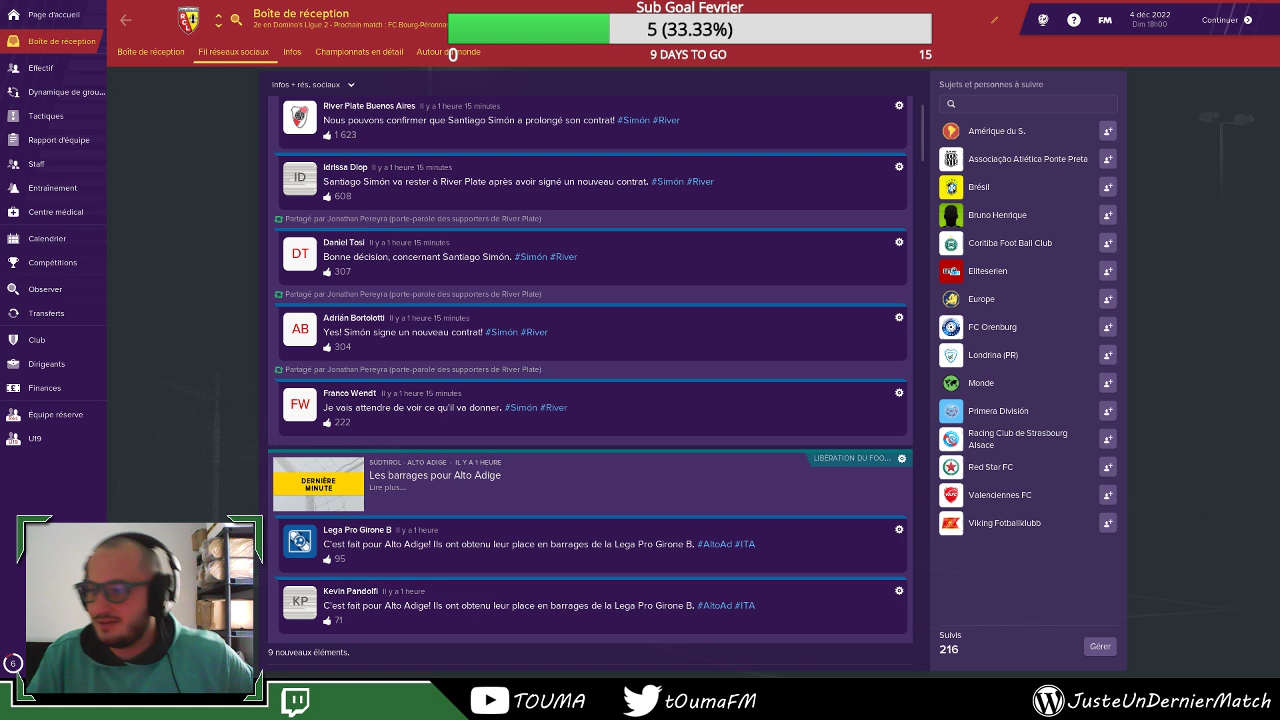 Sub Goal Fevrier
5 (33.33%)
0
9 DAYS TO GO
15
Page d'accueil
Boîte de réception
Effectif
Dynamique de grou...
Tactiques
Rapport d'équipe
Staff
Entraînement
Centre médical
Calendrier
Compétitions
Observer
Transferts
Club
Dirigeants
Finances
Équipe réserve
U19
6
Boîte de réception
2e en Domino's Ligue 2 - Prochain match : FC Bourg-Péronnas
FM
4 déc 2022
Dim 18h00
Continuer
Boîte de réception
Fil réseaux sociaux
Infos
Championnats en détail
Autour du monde
Infos + rés. sociaux
River Plate Buenos Aires Il y a 1 heure 15 minutes
Nous pouvons confirmer que Santiago Simón a prolongé son contrat! #Simón #River
1 623
ID
Idrissa Diop Il y a 1 heure 15 minutes
Santiago Simón va rester à River Plate après avoir signé un nouveau contrat. #Simón #River
608
Partagé par Jonathan Pereyra (porte-parole des supporters de River Plate)
DT
Daniel Tosi Il y a 1 heure 15 minutes
Bonne décision, concernant Santiago Simón. #Simón #River
307
Partagé par Jonathan Pereyra (porte-parole des supporters de River Plate)
AB
Adrián Bortolotti Il y a 1 heure 15 minutes
Yes! Simón signe un nouveau contrat! #Simón #River
304
Partagé par Jonathan Pereyra (porte-parole des supporters de River Plate)
FW
Franco Wendt Il y a 1 heure 15 minutes
Je vais attendre de voir ce qu'il va donner. #Simón #River
222
LIBÉRATION DU FOO...
DERNIÈRE
MINUTE
SÜDTIROL - ALTO ADIGE - IL Y A 1 HEURE
Les barrages pour Alto Adige
Lire plus...
Lega Pro Girone B Il y a 1 heure
C'est fait pour Alto Adige! Ils ont obtenu leur place en barrages de la Lega Pro Girone B. #AltoAd #ITA
95
KP
Kevin Pandolfi Il y a 1 heure
C'est fait pour Alto Adige! Ils ont obtenu leur place en barrages de la Lega Pro Girone B. #AltoAd #ITA
71
9 nouveaux éléments.
Sujets et personnes à suivre
Amérique du S.
Associação Atlética Ponte Preta
Brésil
Bruno Henrique
Coritiba Foot Ball Club
Eliteserien
Europe
FC Orenburg
Londrina (PR)
Monde
Primera División
Racing Club de Strasbourg
Alsace
Red Star FC
Valenciennes FC
Viking Fotballklubb
Suivis
216
Gérer
TOUMA
tOumaFM
JusteUnDernierMatch